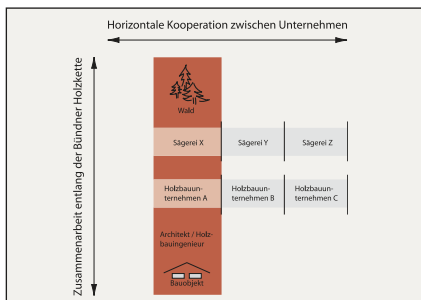 Horizontale Kooperation zwischen Unternehmen
Zusammenarbeit entlang der Bündner Holzkette
Wald
Sägerei X
Sägerei Y
Sägerei Z
Holzbauun-
ternehmen A
Holzbauun-
ternehmen B
Holzbauun-
ternehmen C
Architekt / Holz-
bauingenieur
Bauobjekt